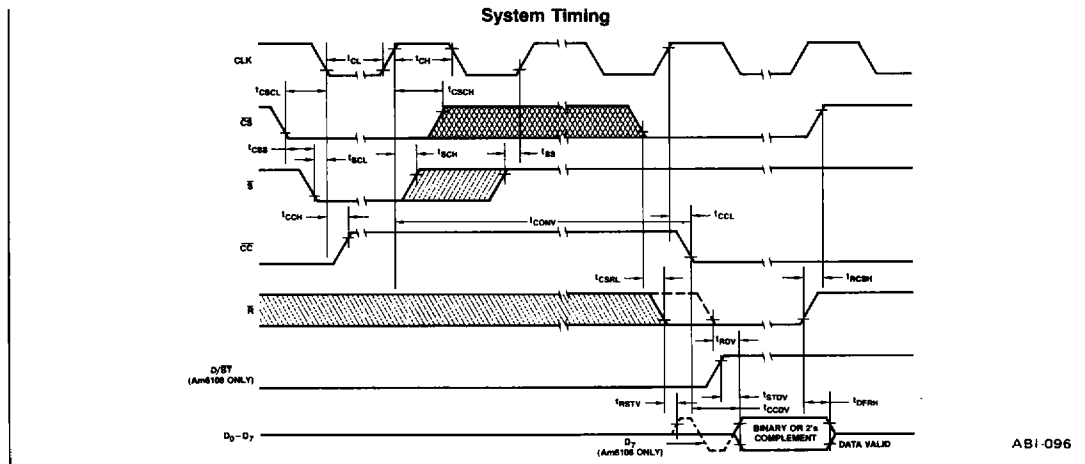 System Timing
CLK
tCL
tCH
tCSCL
tCSCH
CS
tCSS
tSCL
tSCH
tSS
S
tCCH
tCONV
tCCL
CC
tCSRL
tRCSH
R
tRDV
D/ST
(Am6108 ONLY)
tRSTV
tSTDV
tCCDV
tDFRH
D0–D7
D7
(Am6108 ONLY)
BINARY OR 2's
COMPLEMENT
DATA VALID
ABI-096